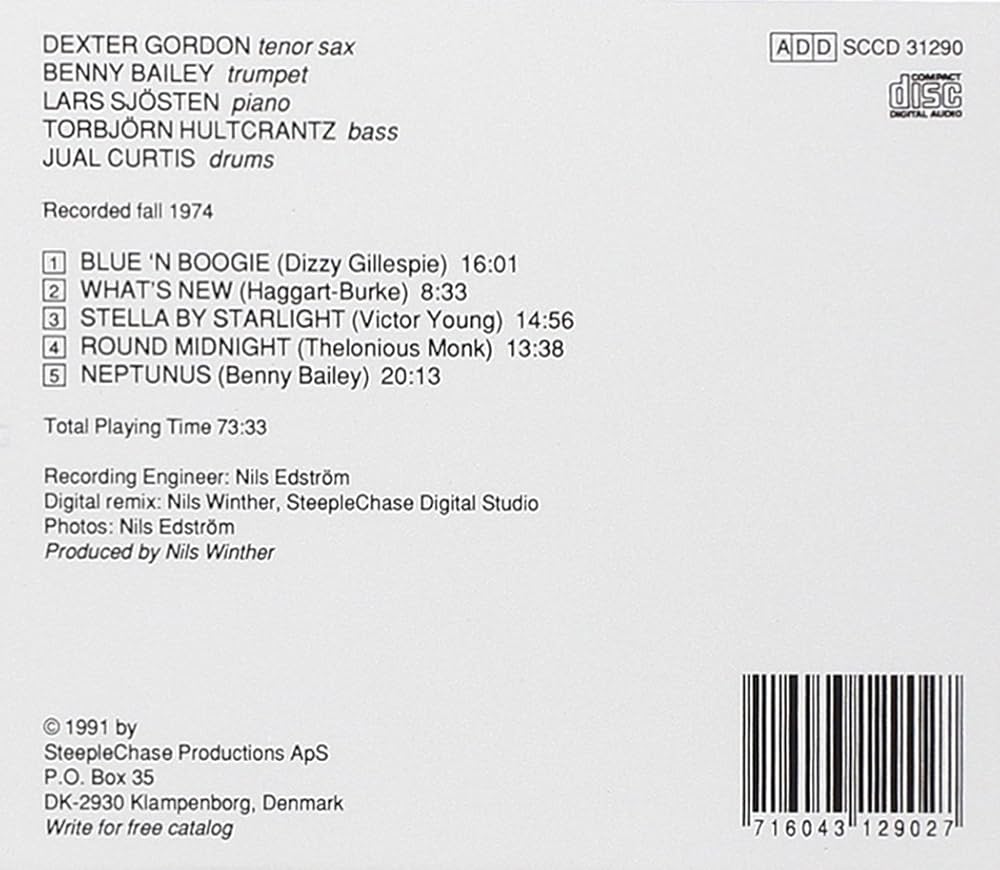 DEXTER GORDON tenor sax
BENNY BAILEY trumpet
LARS SJÖSTEN piano
TORBJÖRN HULTCRANTZ bass
JUAL CURTIS drums
ADD SCCD 31290
COMPACT
disc
DIGITAL AUDIO
Recorded fall 1974
1 BLUE 'N BOOGIE (Dizzy Gillespie) 16:01
2 WHAT'S NEW (Haggart-Burke) 8:33
3 STELLA BY STARLIGHT (Victor Young) 14:56
4 ROUND MIDNIGHT (Thelonious Monk) 13:38
5 NEPTUNUS (Benny Bailey) 20:13
Total Playing Time 73:33
Recording Engineer: Nils Edström
Digital remix: Nils Winther, SteepleChase Digital Studio
Photos: Nils Edström
Produced by Nils Winther
© 1991 by
SteepleChase Productions ApS
P.O. Box 35
DK-2930 Klampenborg, Denmark
Write for free catalog
716043 129027